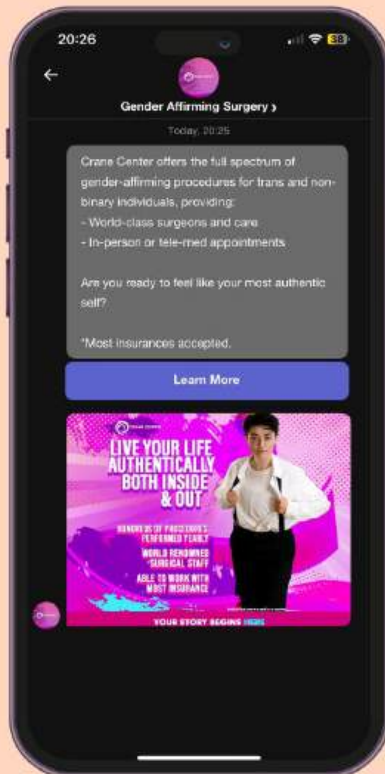 20:26
38
Gender Affirming Surgery ›
Today, 20:25
Crane Center offers the full spectrum of
gender-affirming procedures for trans and non-
binary individuals, providing:
- World-class surgeons and care
- In-person or tele-med appointments
Are you ready to feel like your most authentic
self?
*Most insurances accepted.
Learn More
CRANE CENTER
LIVE YOUR LIFE
AUTHENTICALLY
BOTH INSIDE
& OUT
HUNDREDS OF PROCEDURES
PERFORMED YEARLY
WORLD RENOWNED
SURGICAL STAFF
ABLE TO WORK WITH
MOST INSURANCE
YOUR STORY BEGINS HERE